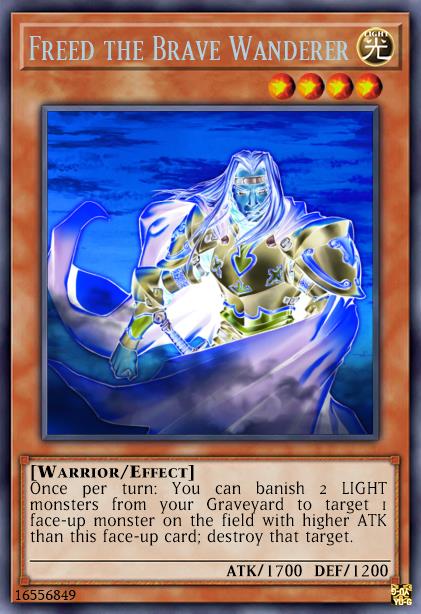 FREED THE BRAVE WANDERER
LIGHT
光
[WARRIOR/EFFECT]
Once per turn: You can banish 2 LIGHT
monsters from your Graveyard to target 1
face-up monster on the field with higher ATK
than this face-up card; destroy that target.
ATK/1700 DEF/1200
16556849